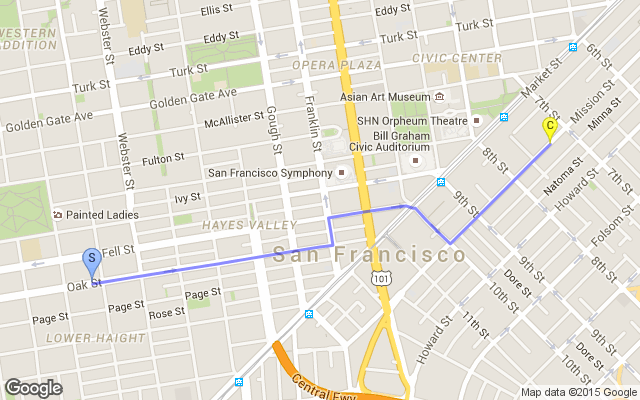 Ellis St
Eddy St
Eddy St
Eddy St
WESTERN
ADDITION
Webster St
Turk St
Turk St
OPERA PLAZA
CIVIC CENTER
6th St
Market St
Golden Gate Ave
Golden Gate Ave
Asian Art Museum
7th St
Mission St
Minna St
McAllister St
Franklin St
Gough St
SHN Orpheum Theatre
Bill Graham
Civic Auditorium
C
Webster St
Fulton St
8th St
7th St
San Francisco Symphony
Natoma St
Howard St
Ivy St
9th St
Folsom St
Painted Ladies
HAYES VALLEY
Fell St
S
San Francisco
Oak St
101
Dore St
8th St
Page St
Page St
Page St
Rose St
10th St
LOWER HAIGHT
11th St
Howard St
9th St
Dore St
10th St
Central Fwy
Google
Google
Map data ©2015 Google